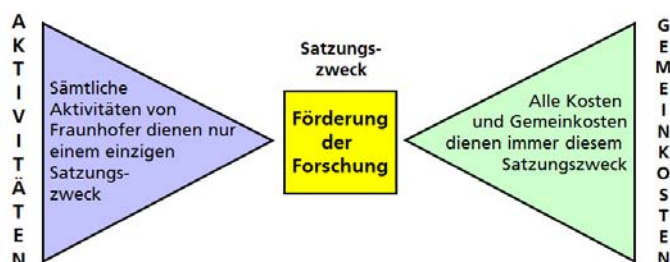 AKTIVITÄTEN
Sämtliche
Aktivitäten von
Fraunhofer dienen nur
einem einzigen
Satzungs-
zweck
Satzungs-
zweck
Förderung
der
Forschung
Alle Kosten
und Gemeinkosten
dienen immer diesem
Satzungszweck
GEMEINKOSTEN